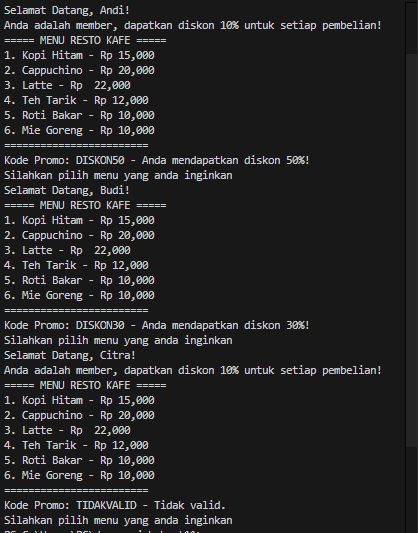 Selamat Datang, Andi!
Anda adalah member, dapatkan diskon 10% untuk setiap pembelian!
===== MENU RESTO KAFE =====
1. Kopi Hitam - Rp 15,000
2. Cappuchino - Rp 20,000
3. Latte - Rp  22,000
4. Teh Tarik - Rp 12,000
5. Roti Bakar - Rp 10,000
6. Mie Goreng - Rp 10,000
========================
Kode Promo: DISKON50 - Anda mendapatkan diskon 50%!
Silahkan pilih menu yang anda inginkan
Selamat Datang, Budi!
===== MENU RESTO KAFE =====
1. Kopi Hitam - Rp 15,000
2. Cappuchino - Rp 20,000
3. Latte - Rp  22,000
4. Teh Tarik - Rp 12,000
5. Roti Bakar - Rp 10,000
6. Mie Goreng - Rp 10,000
========================
Kode Promo: DISKON30 - Anda mendapatkan diskon 30%!
Silahkan pilih menu yang anda inginkan
Selamat Datang, Citra!
Anda adalah member, dapatkan diskon 10% untuk setiap pembelian!
===== MENU RESTO KAFE =====
1. Kopi Hitam - Rp 15,000
2. Cappuchino - Rp 20,000
3. Latte - Rp  22,000
4. Teh Tarik - Rp 12,000
5. Roti Bakar - Rp 10,000
6. Mie Goreng - Rp 10,000
========================
Kode Promo: TIDAKVALID - Tidak valid.
Silahkan pilih menu yang anda inginkan